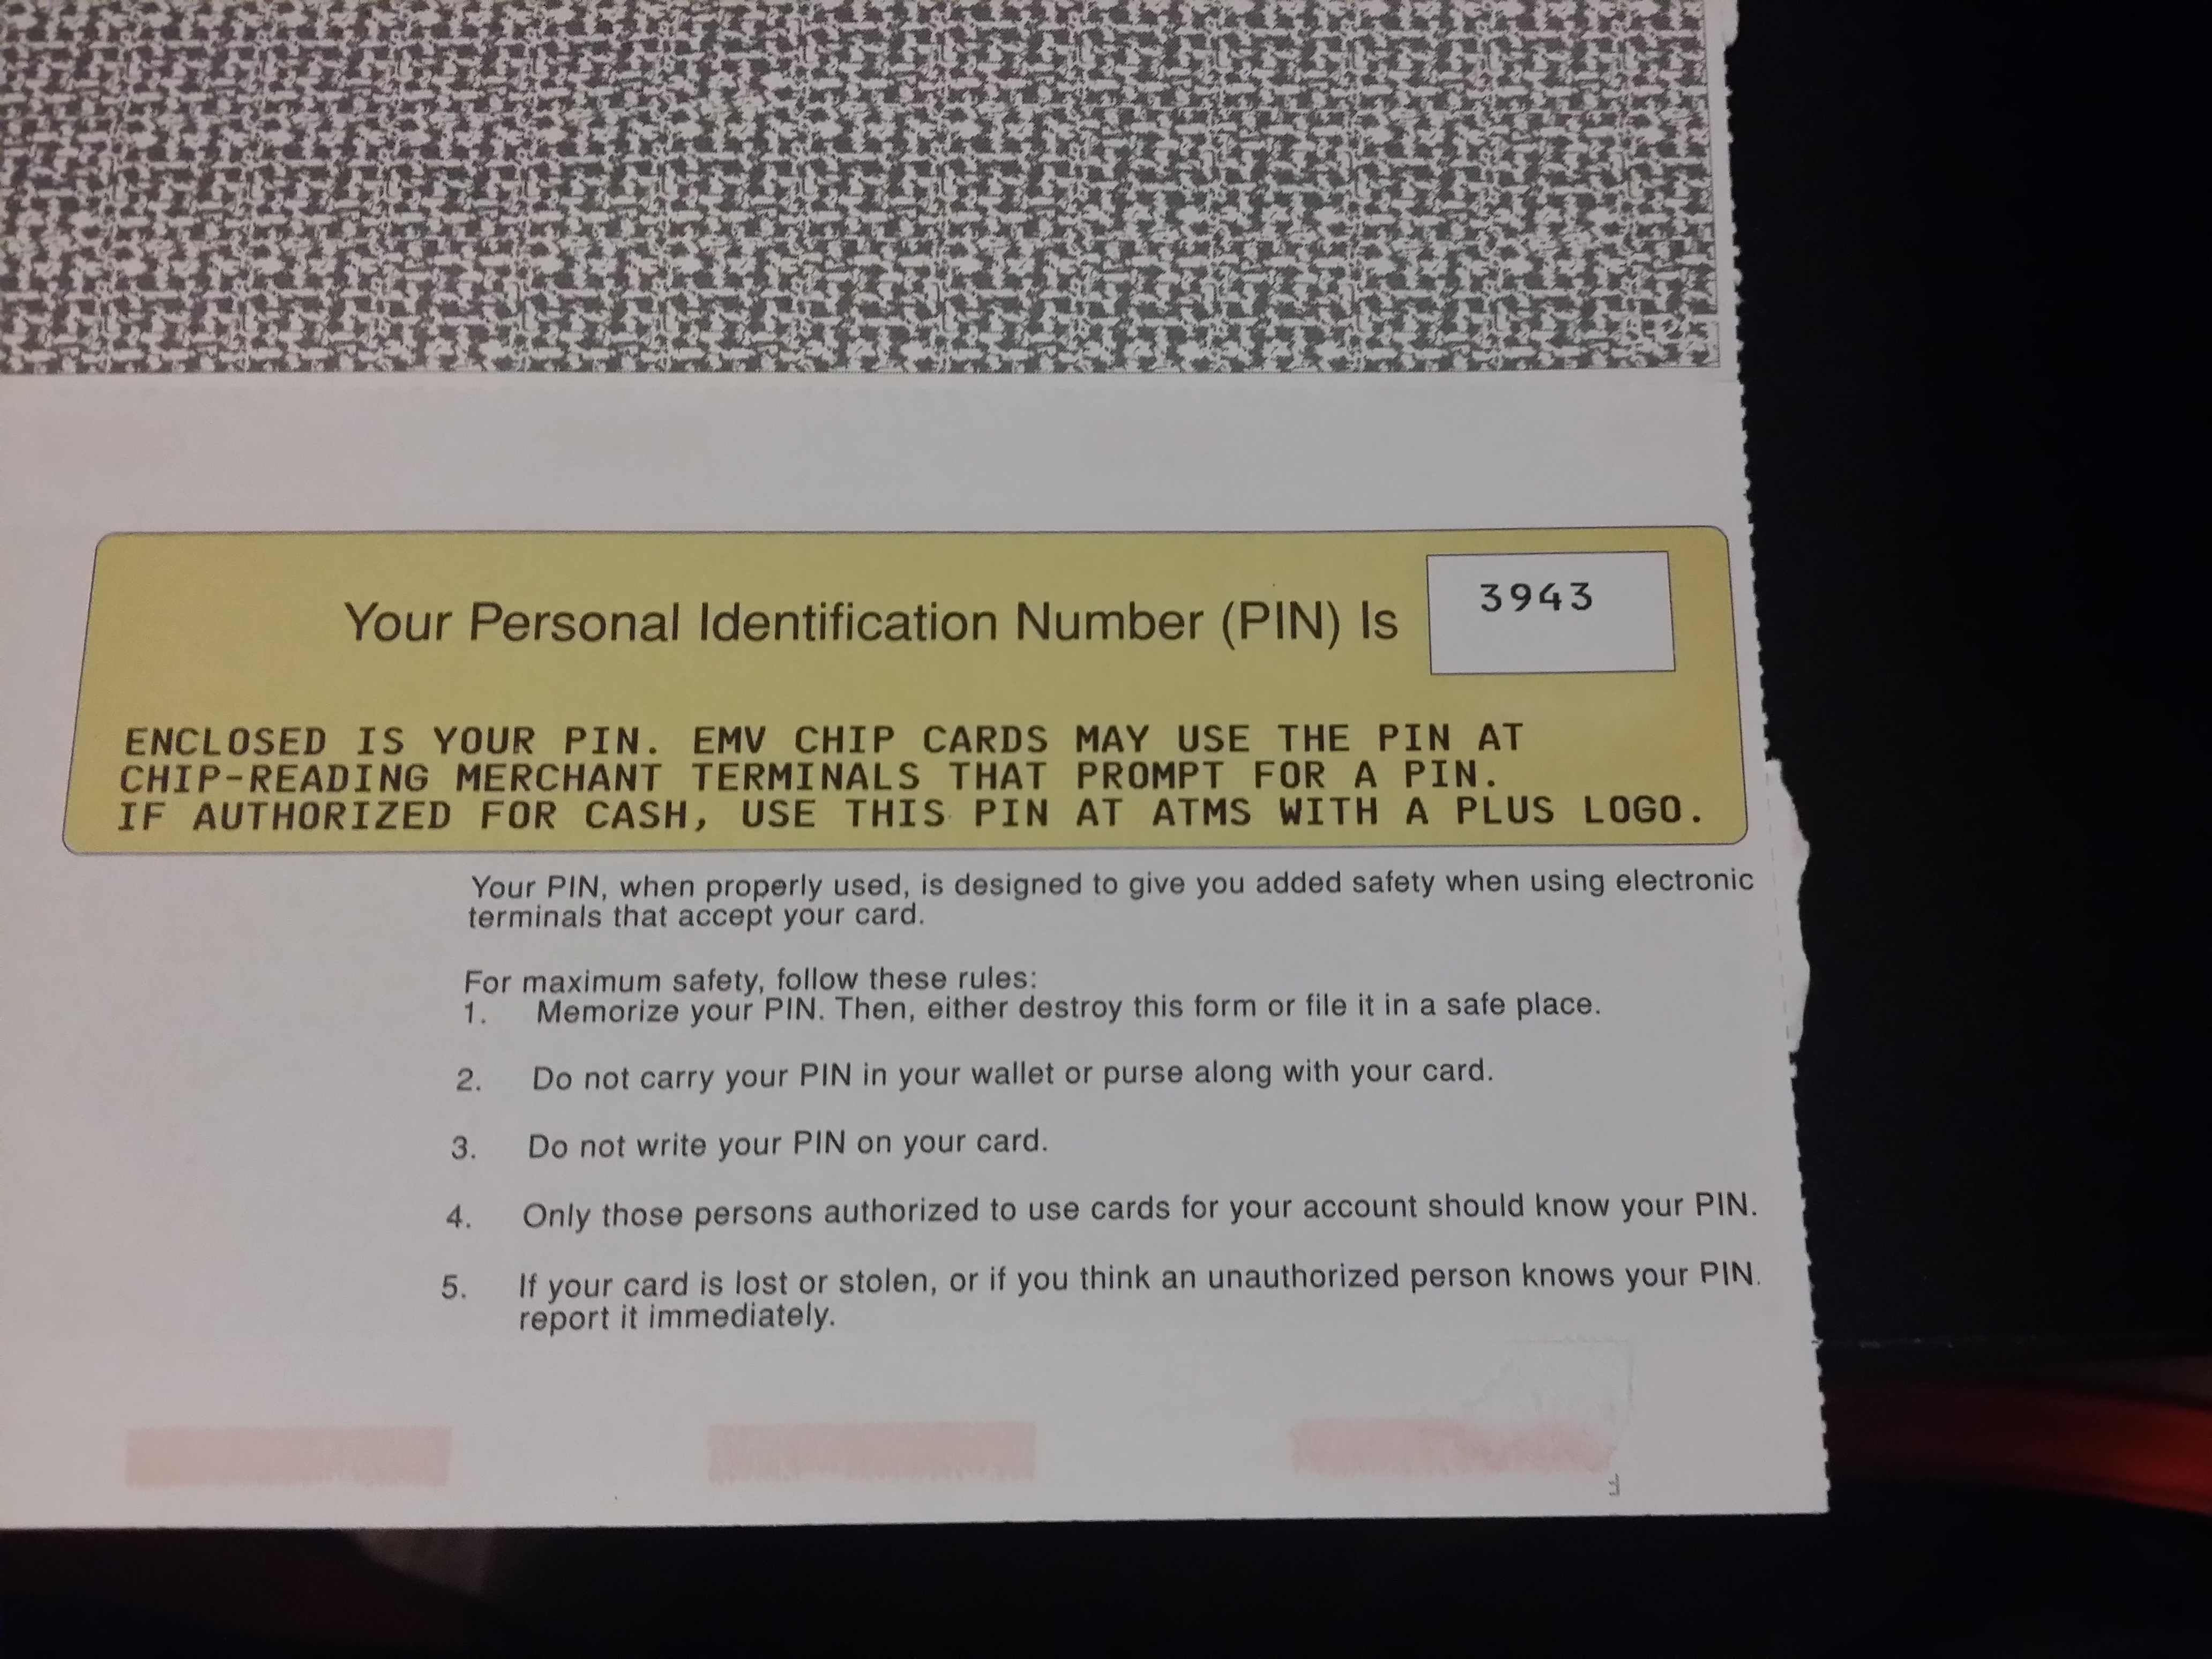 Your Personal Identification Number (PIN) Is 3943
ENCLOSED IS YOUR PIN. EMV CHIP CARDS MAY USE THE PIN AT
CHIP-READING MERCHANT TERMINALS THAT PROMPT FOR A PIN.
IF AUTHORIZED FOR CASH, USE THIS PIN AT ATMS WITH A PLUS LOGO.
Your PIN, when properly used, is designed to give you added safety when using electronic
terminals that accept your card.
For maximum safety, follow these rules:
1. Memorize your PIN. Then, either destroy this form or file it in a safe place.
2. Do not carry your PIN in your wallet or purse along with your card.
3. Do not write your PIN on your card.
4. Only those persons authorized to use cards for your account should know your PIN.
5. If your card is lost or stolen, or if you think an unauthorized person knows your PIN.
report it immediately.